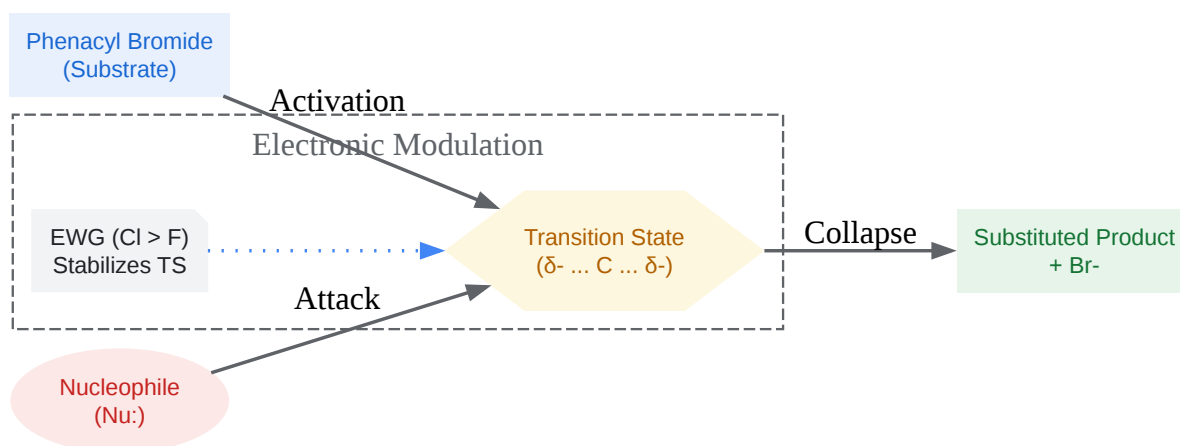 Phenacyl Bromide
(Substrate)
Activation
Electronic Modulation
EWG (Cl > F)
Stabilizes TS
Transition State
(δ- ... C ... δ-)
Collapse
Substituted Product
+ Br-
Attack
Nucleophile
(Nu:)